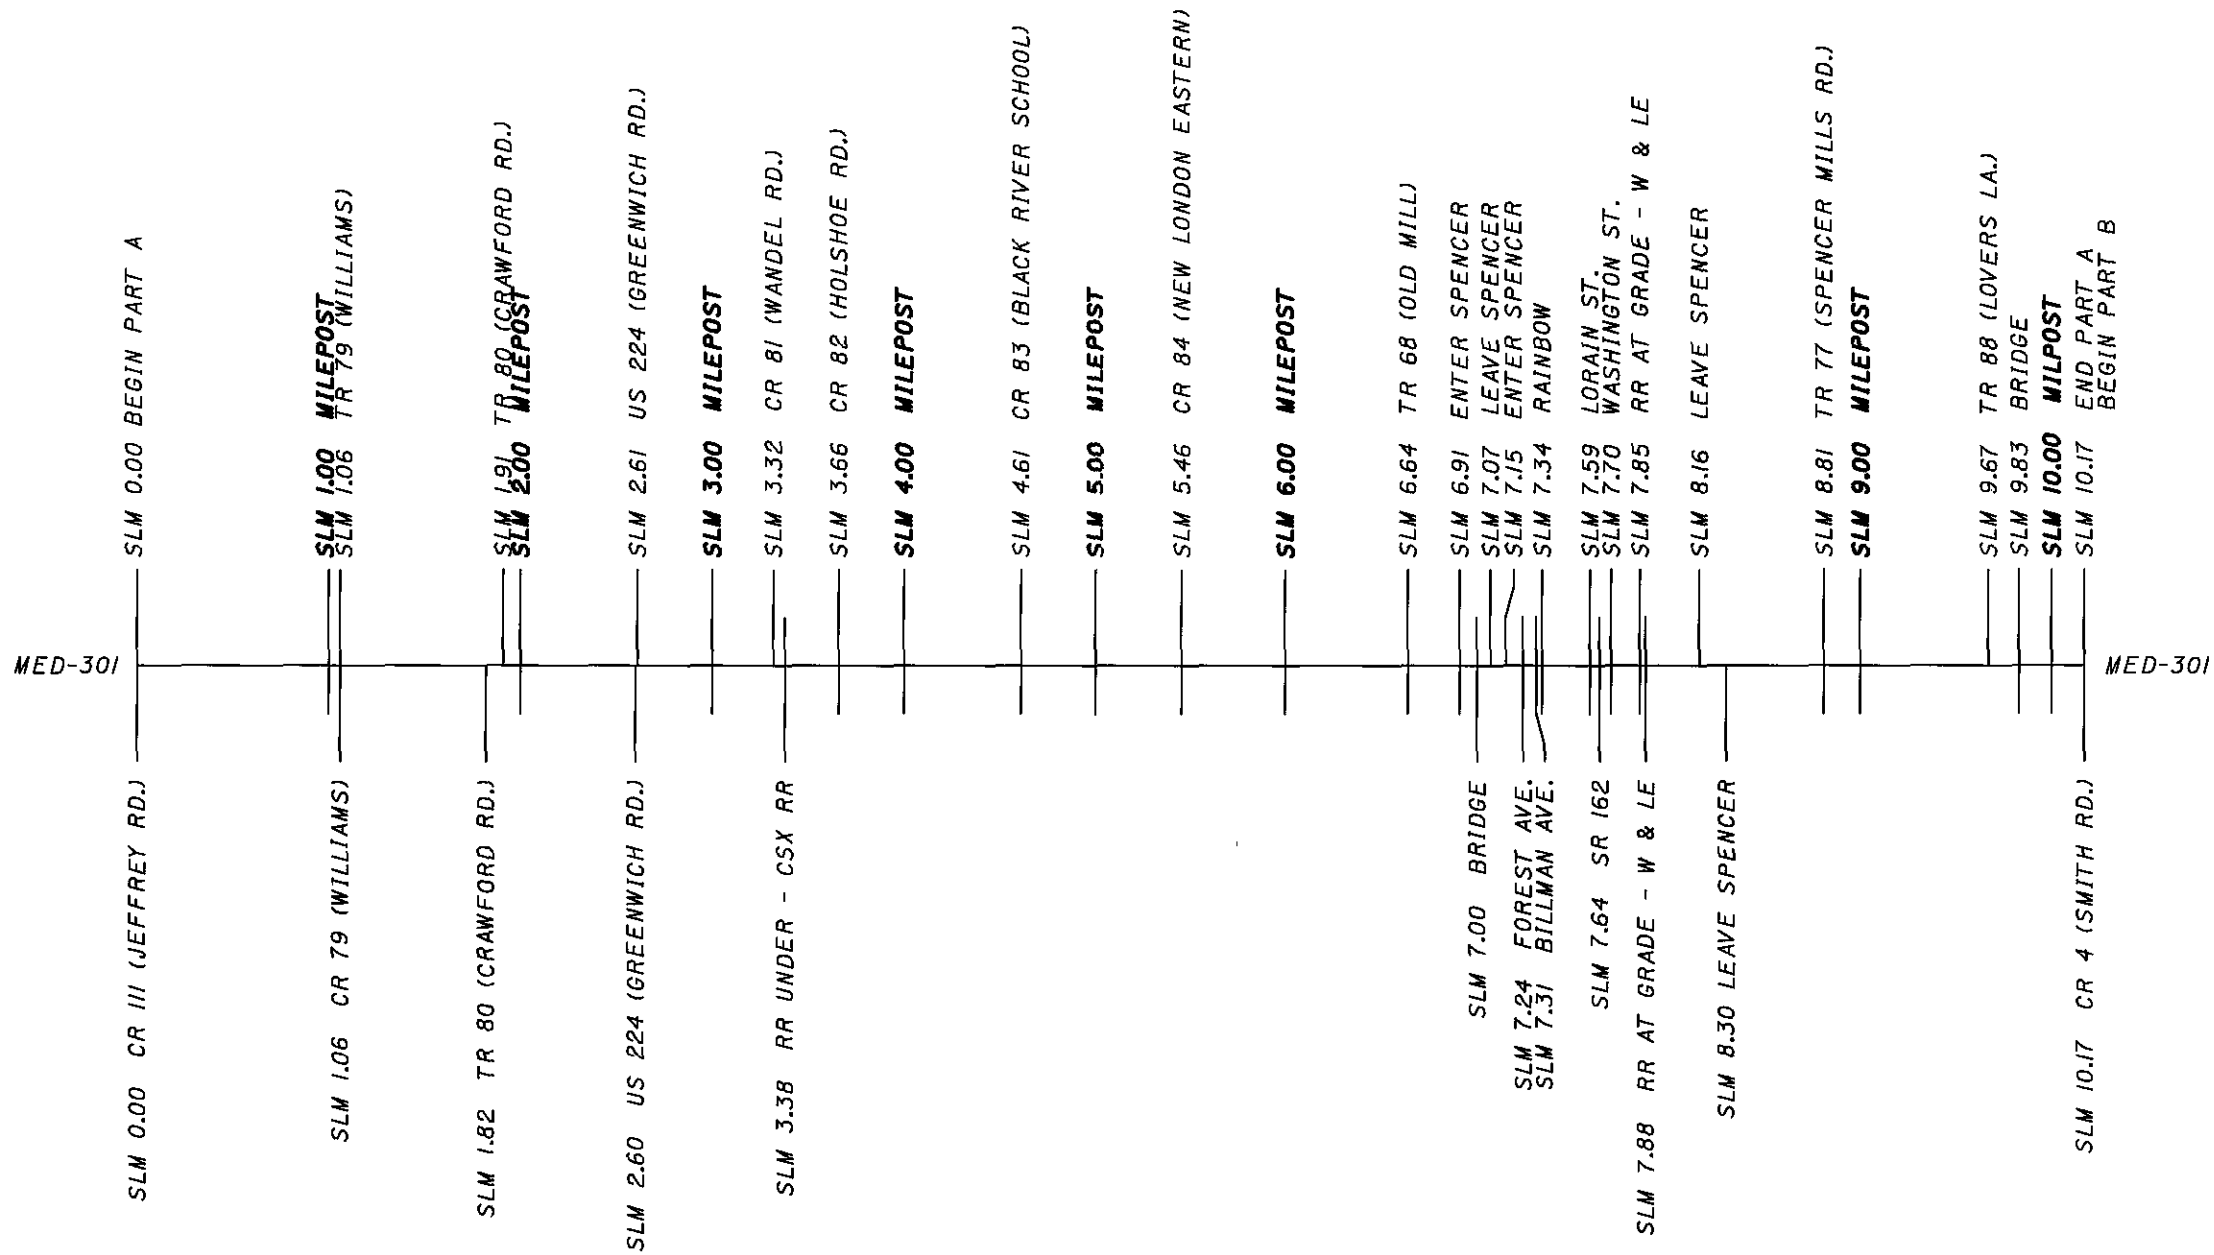 SLM 0.00 BEGIN PART A
SLM 1.00 MILEPOST
SLM 1.06 TR 79 (WILLIAMS)
SLM 1.91 TR 80 (CRAWFORD RD.)
SLM 2.00 MILEPOST
SLM 2.61 US 224 (GREENWICH RD.)
SLM 3.00 MILEPOST
SLM 3.32 CR 81 (WANDEL RD.)
SLM 3.66 CR 82 (HOLSHOE RD.)
SLM 4.00 MILEPOST
SLM 4.61 CR 83 (BLACK RIVER SCHOOL)
SLM 5.00 MILEPOST
SLM 5.46 CR 84 (NEW LONDON EASTERN)
SLM 6.00 MILEPOST
SLM 6.64 TR 68 (OLD MILL)
SLM 6.91 ENTER SPENCER
SLM 7.07 LEAVE SPENCER
SLM 7.15 ENTER SPENCER
SLM 7.34 RAINBOW
SLM 7.59 LORAIN ST.
SLM 7.70 WASHINGTON ST.
SLM 7.85 RR AT GRADE - W & LE
SLM 8.16 LEAVE SPENCER
SLM 8.81 TR 77 (SPENCER MILLS RD.)
SLM 9.00 MILEPOST
SLM 9.67 TR 88 (LOVERS LA.)
SLM 9.83 BRIDGE
SLM 10.00 MILPOST
SLM 10.17 END PART A
BEGIN PART B
MED-301
MED-301
SLM 0.00 CR 111 (JEFFREY RD.)
SLM 1.06 CR 79 (WILLIAMS)
SLM 1.82 TR 80 (CRAWFORD RD.)
SLM 2.60 US 224 (GREENWICH RD.)
SLM 3.38 RR UNDER - CSX RR
SLM 7.00 BRIDGE
SLM 7.24 FOREST AVE.
SLM 7.31 BILLMAN AVE.
SLM 7.64 SR 162
SLM 7.88 RR AT GRADE - W & LE
SLM 8.30 LEAVE SPENCER
SLM 10.17 CR 4 (SMITH RD.)